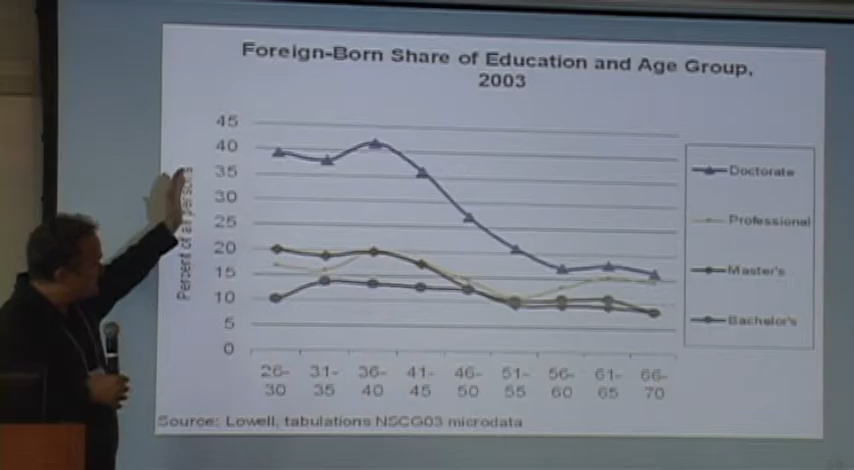 Foreign-Born Share of Education and Age Group,
2003
45
40
35
30
25
20
15
10
5
0
Percent of all persons
26-30
31-35
36-40
41-45
46-50
51-55
56-60
61-65
66-70
Doctorate
Professional
Master's
Bachelor's
Source: Lowell, tabulations NSCG03 microdata